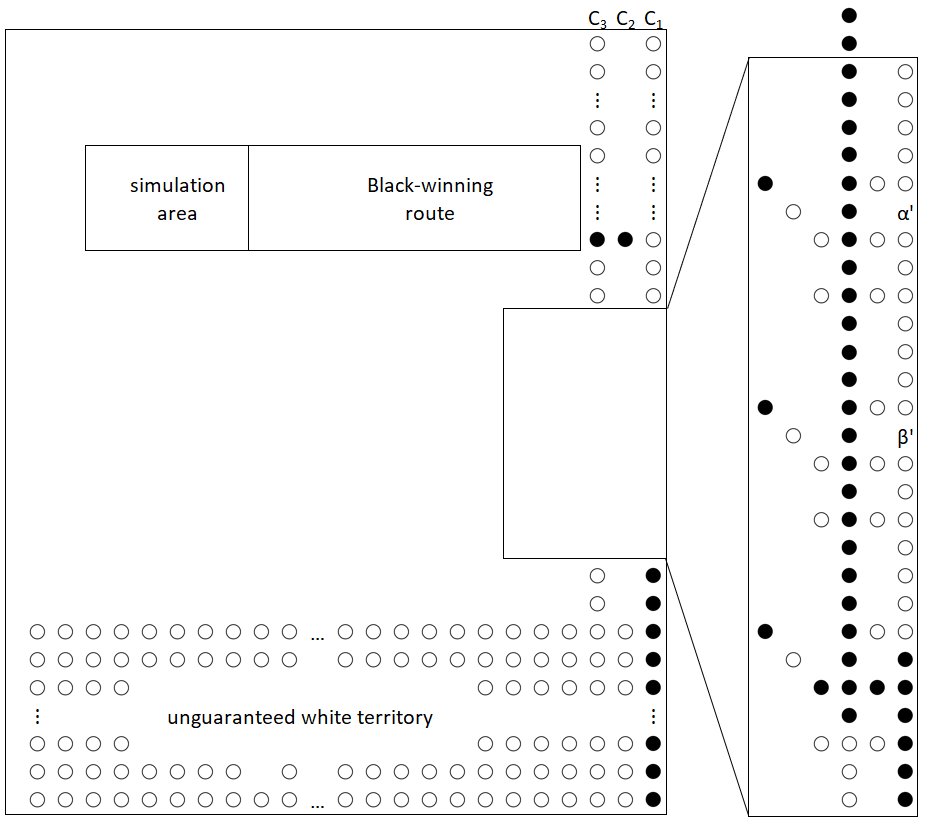 C₃ C₂ C₁
simulation
area
Black-winning
route
α'
β'
unguaranteed white territory